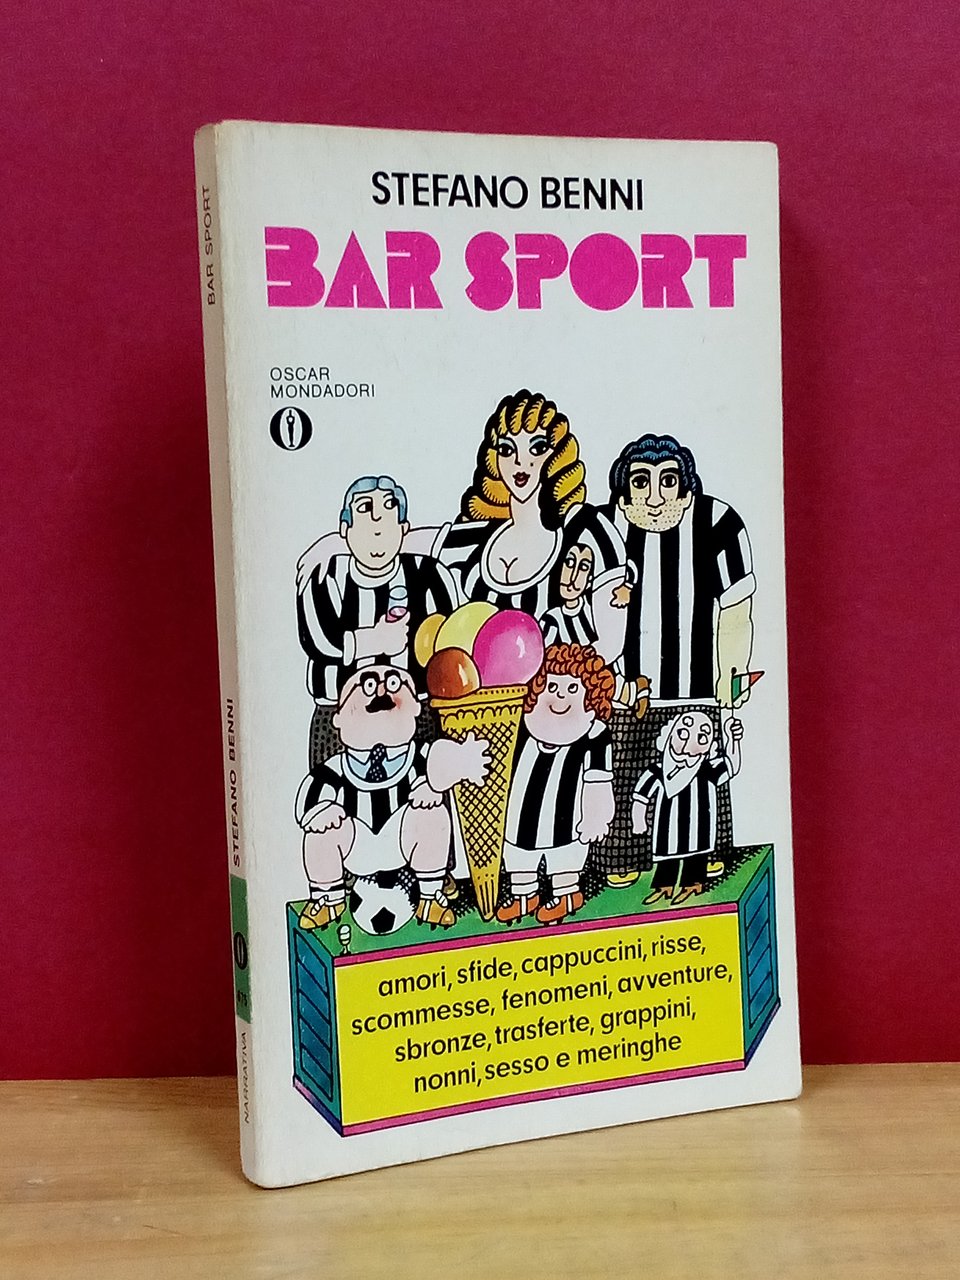 STEFANO BENNI
BAR SPORT
OSCAR
MONDADORI
amori, sfide, cappuccini, risse,
scommesse, fenomeni, avventure,
sbronze, trasferte, grappini,
nonni, sesso e meringhe
BAR SPORT
STEFANO BENNI
NARRATIVA